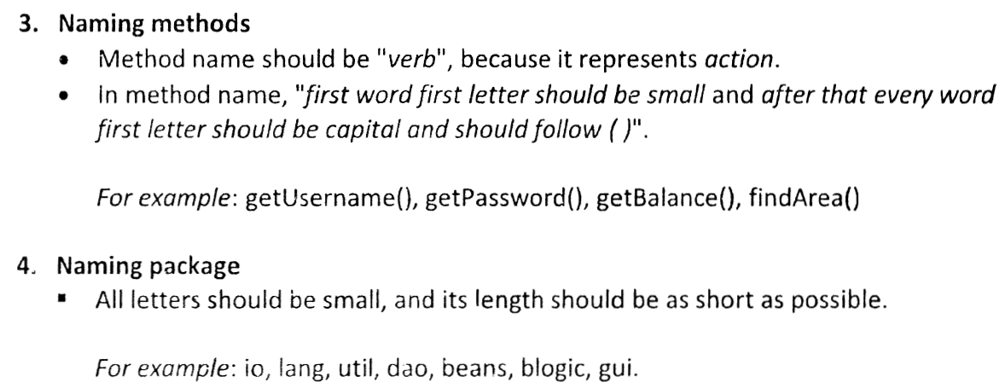 3. Naming methods
• Method name should be "verb", because it represents action.
• In method name, "first word first letter should be small and after that every word
first letter should be capital and should follow ( )".
For example: getUsername(), getPassword(), getBalance(), findArea()
4. Naming package
▪ All letters should be small, and its length should be as short as possible.
For example: io, lang, util, dao, beans, blogic, gui.